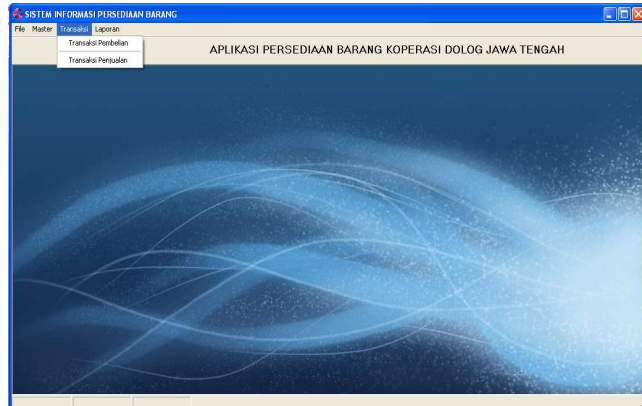 SISTEM INFORMASI PERSEDIAAN BARANG
File Master Transaksi Laporan
Transaksi Pembelian
Transaksi Penjualan
APLIKASI PERSEDIAAN BARANG KOPERASI DOLOG JAWA TENGAH